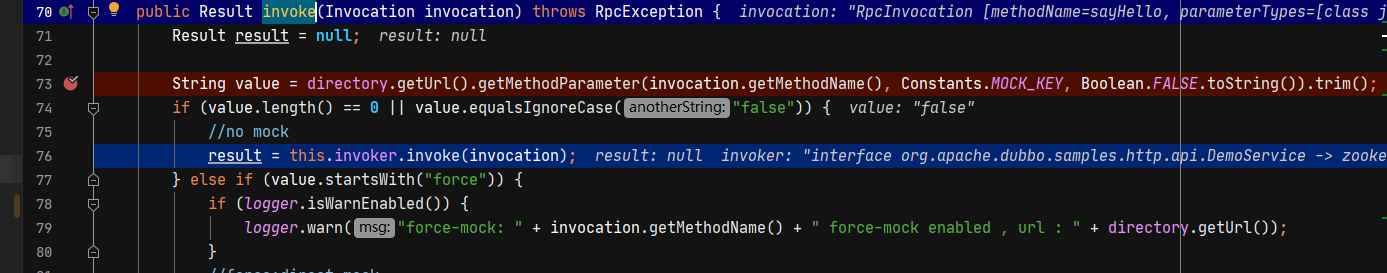 70 public Result invoke(Invocation invocation) throws RpcException { invocation: "RpcInvocation [methodName=sayHello, parameterTypes=[class j
71 Result result = null; result: null
72
73 String value = directory.getUrl().getMethodParameter(invocation.getMethodName(), Constants.MOCK_KEY, Boolean.FALSE.toString()).trim();
74 if (value.length() == 0 || value.equalsIgnoreCase( anotherString: "false")) { value: "false"
75 //no mock
76 result = this.invoker.invoke(invocation); result: null invoker: "interface org.apache.dubbo.samples.http.api.DemoService -> zooke
77 } else if (value.startsWith("force")) {
78 if (logger.isWarnEnabled()) {
79 logger.warn( msg: "force-mock: " + invocation.getMethodName() + " force-mock enabled , url : " + directory.getUrl());
80 }